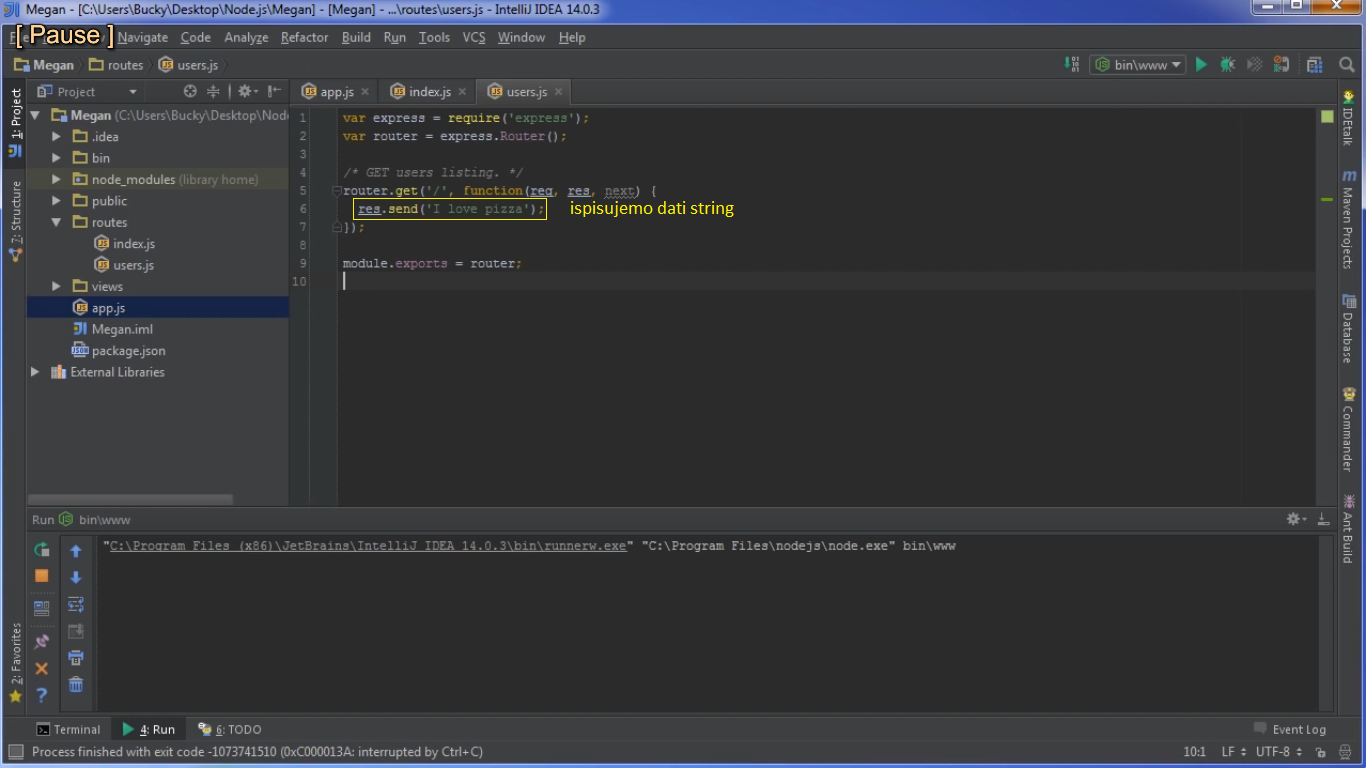 Megan - [C:\Users\Bucky\Desktop\Node.js\Megan] - [Megan] - ...\routes\users.js - IntelliJ IDEA 14.0.3
[ Pause ]
Navigate Code Analyze Refactor Build Run Tools VCS Window Help
Megan routes users.js
bin\www
1: Project
7: Structure
2: Favorites
Project
Megan (C:\Users\Bucky\Desktop\Node
.idea
bin
node_modules (library home)
public
routes
index.js
users.js
views
app.js
Megan.iml
package.json
External Libraries
app.js index.js users.js
1 var express = require('express');
2 var router = express.Router();
3
4 /* GET users listing. */
5 router.get('/', function(req, res, next) {
6 res.send('I love pizza'); ispisujemo dati string
7 });
8
9 module.exports = router;
10
IDEtalk
Maven Projects
Database
Commander
Ant Build
Run bin\www
"C:\Program Files (x86)\JetBrains\IntelliJ IDEA 14.0.3\bin\runnerw.exe" "C:\Program Files\nodejs\node.exe" bin\www
Terminal 4: Run 6: TODO Event Log
Process finished with exit code -1073741510 (0xC000013A: interrupted by Ctrl+C) 10:1 LF UTF-8